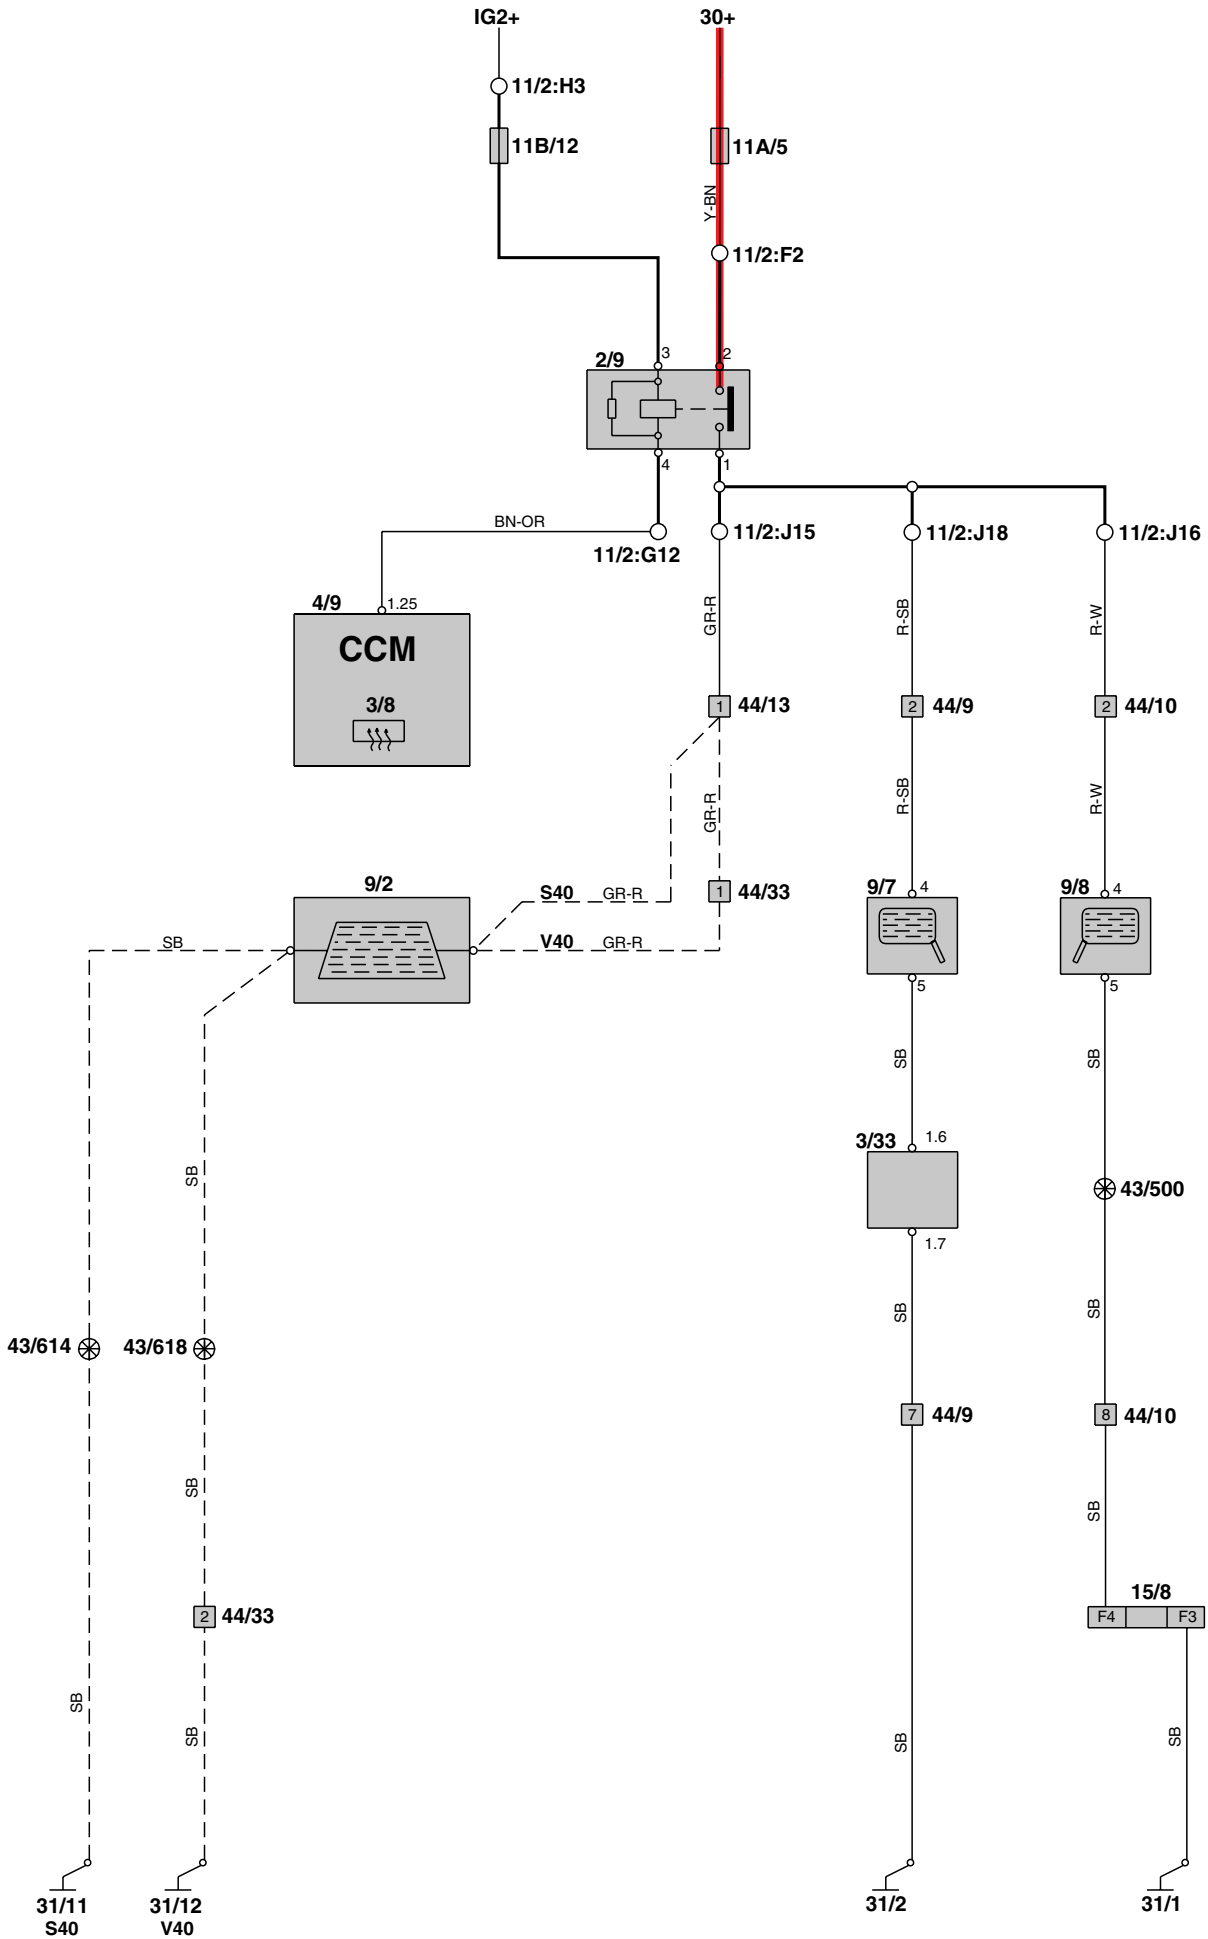 IG2+
30+
11/2:H3
11B/12
11A/5
Y-BN
11/2:F2
2/9
3
2
4
1
BN-OR
11/2:G12
11/2:J15
11/2:J18
11/2:J16
4/9
1.25
CCM
3/8
GR-R
R-SB
R-W
1
44/13
2
44/9
2
44/10
GR-R
R-SB
R-W
9/2
S40
GR-R
1
44/33
9/7
4
9/8
4
SB
V40
GR-R
5
5
SB
SB
3/33
1.6
SB
43/500
1.7
SB
SB
43/614
43/618
7
44/9
8
44/10
SB
SB
15/8
F4
F3
2
44/33
SB
SB
SB
SB
31/11
S40
31/12
V40
31/2
31/1